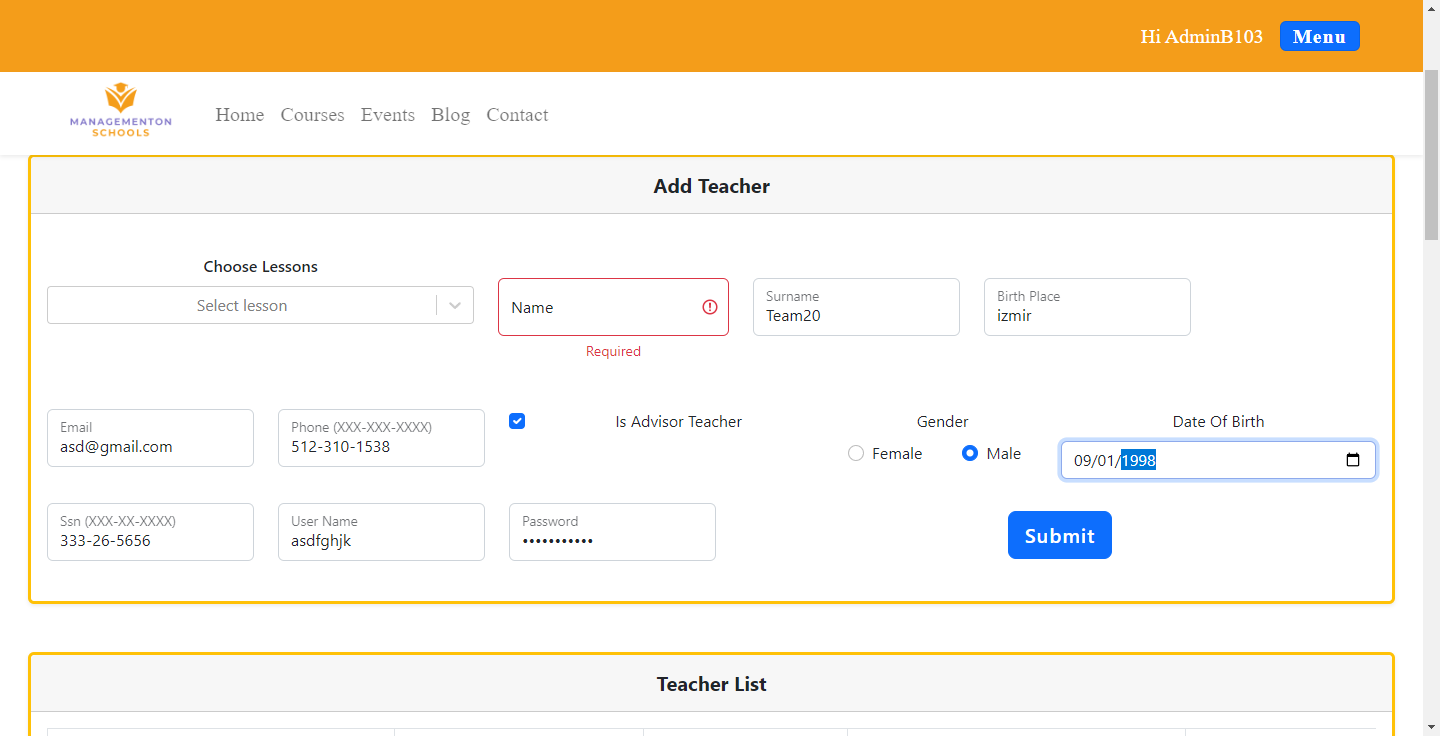 Hi AdminB103 Menu
MANAGEMENTON
SCHOOLS
Home Courses Events Blog Contact
Add Teacher
Choose Lessons
Select lesson
Name
Required
Surname
Team20
Birth Place
izmir
Email
asd@gmail.com
Phone (XXX-XXX-XXXX)
512-310-1538
Is Advisor Teacher
Gender
Female Male
Date Of Birth
09/01/1998
Ssn (XXX-XX-XXXX)
333-26-5656
User Name
asdfghjk
Password
•••••••••••
Submit
Teacher List